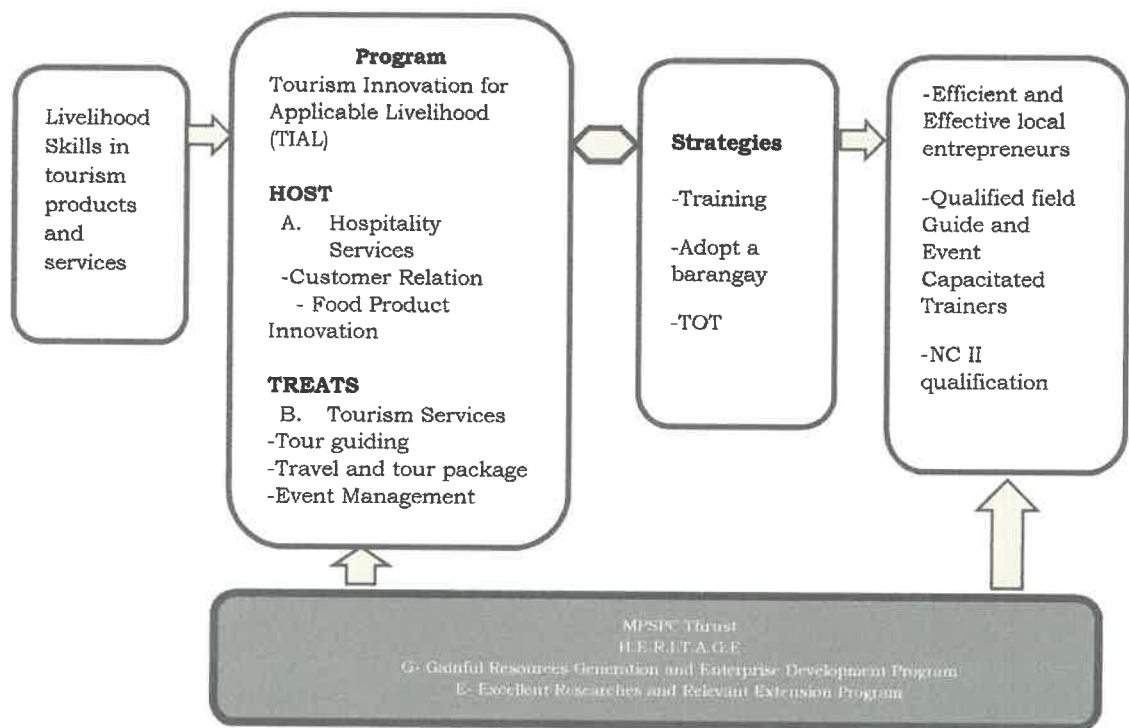 Livelihood
Skills in
tourism
products
and
services
Program
Tourism Innovation for
Applicable Livelihood
(TIAL)
HOST
A. Hospitality
Services
-Customer Relation
- Food Product
Innovation
TREATS
B. Tourism Services
-Tour guiding
-Travel and tour package
-Event Management
Strategies
-Training
-Adopt a
barangay
-TOT
-Efficient and
Effective local
entrepreneurs
-Qualified field
Guide and
Event
Capacitated
Trainers
-NC II
qualification
MPSPC Thrust
H.E.R.I.T.A.G.E
G- Gainful Resources Generation and Enterprise Development Program
E- Excellent Researches and Relevant Extension Program